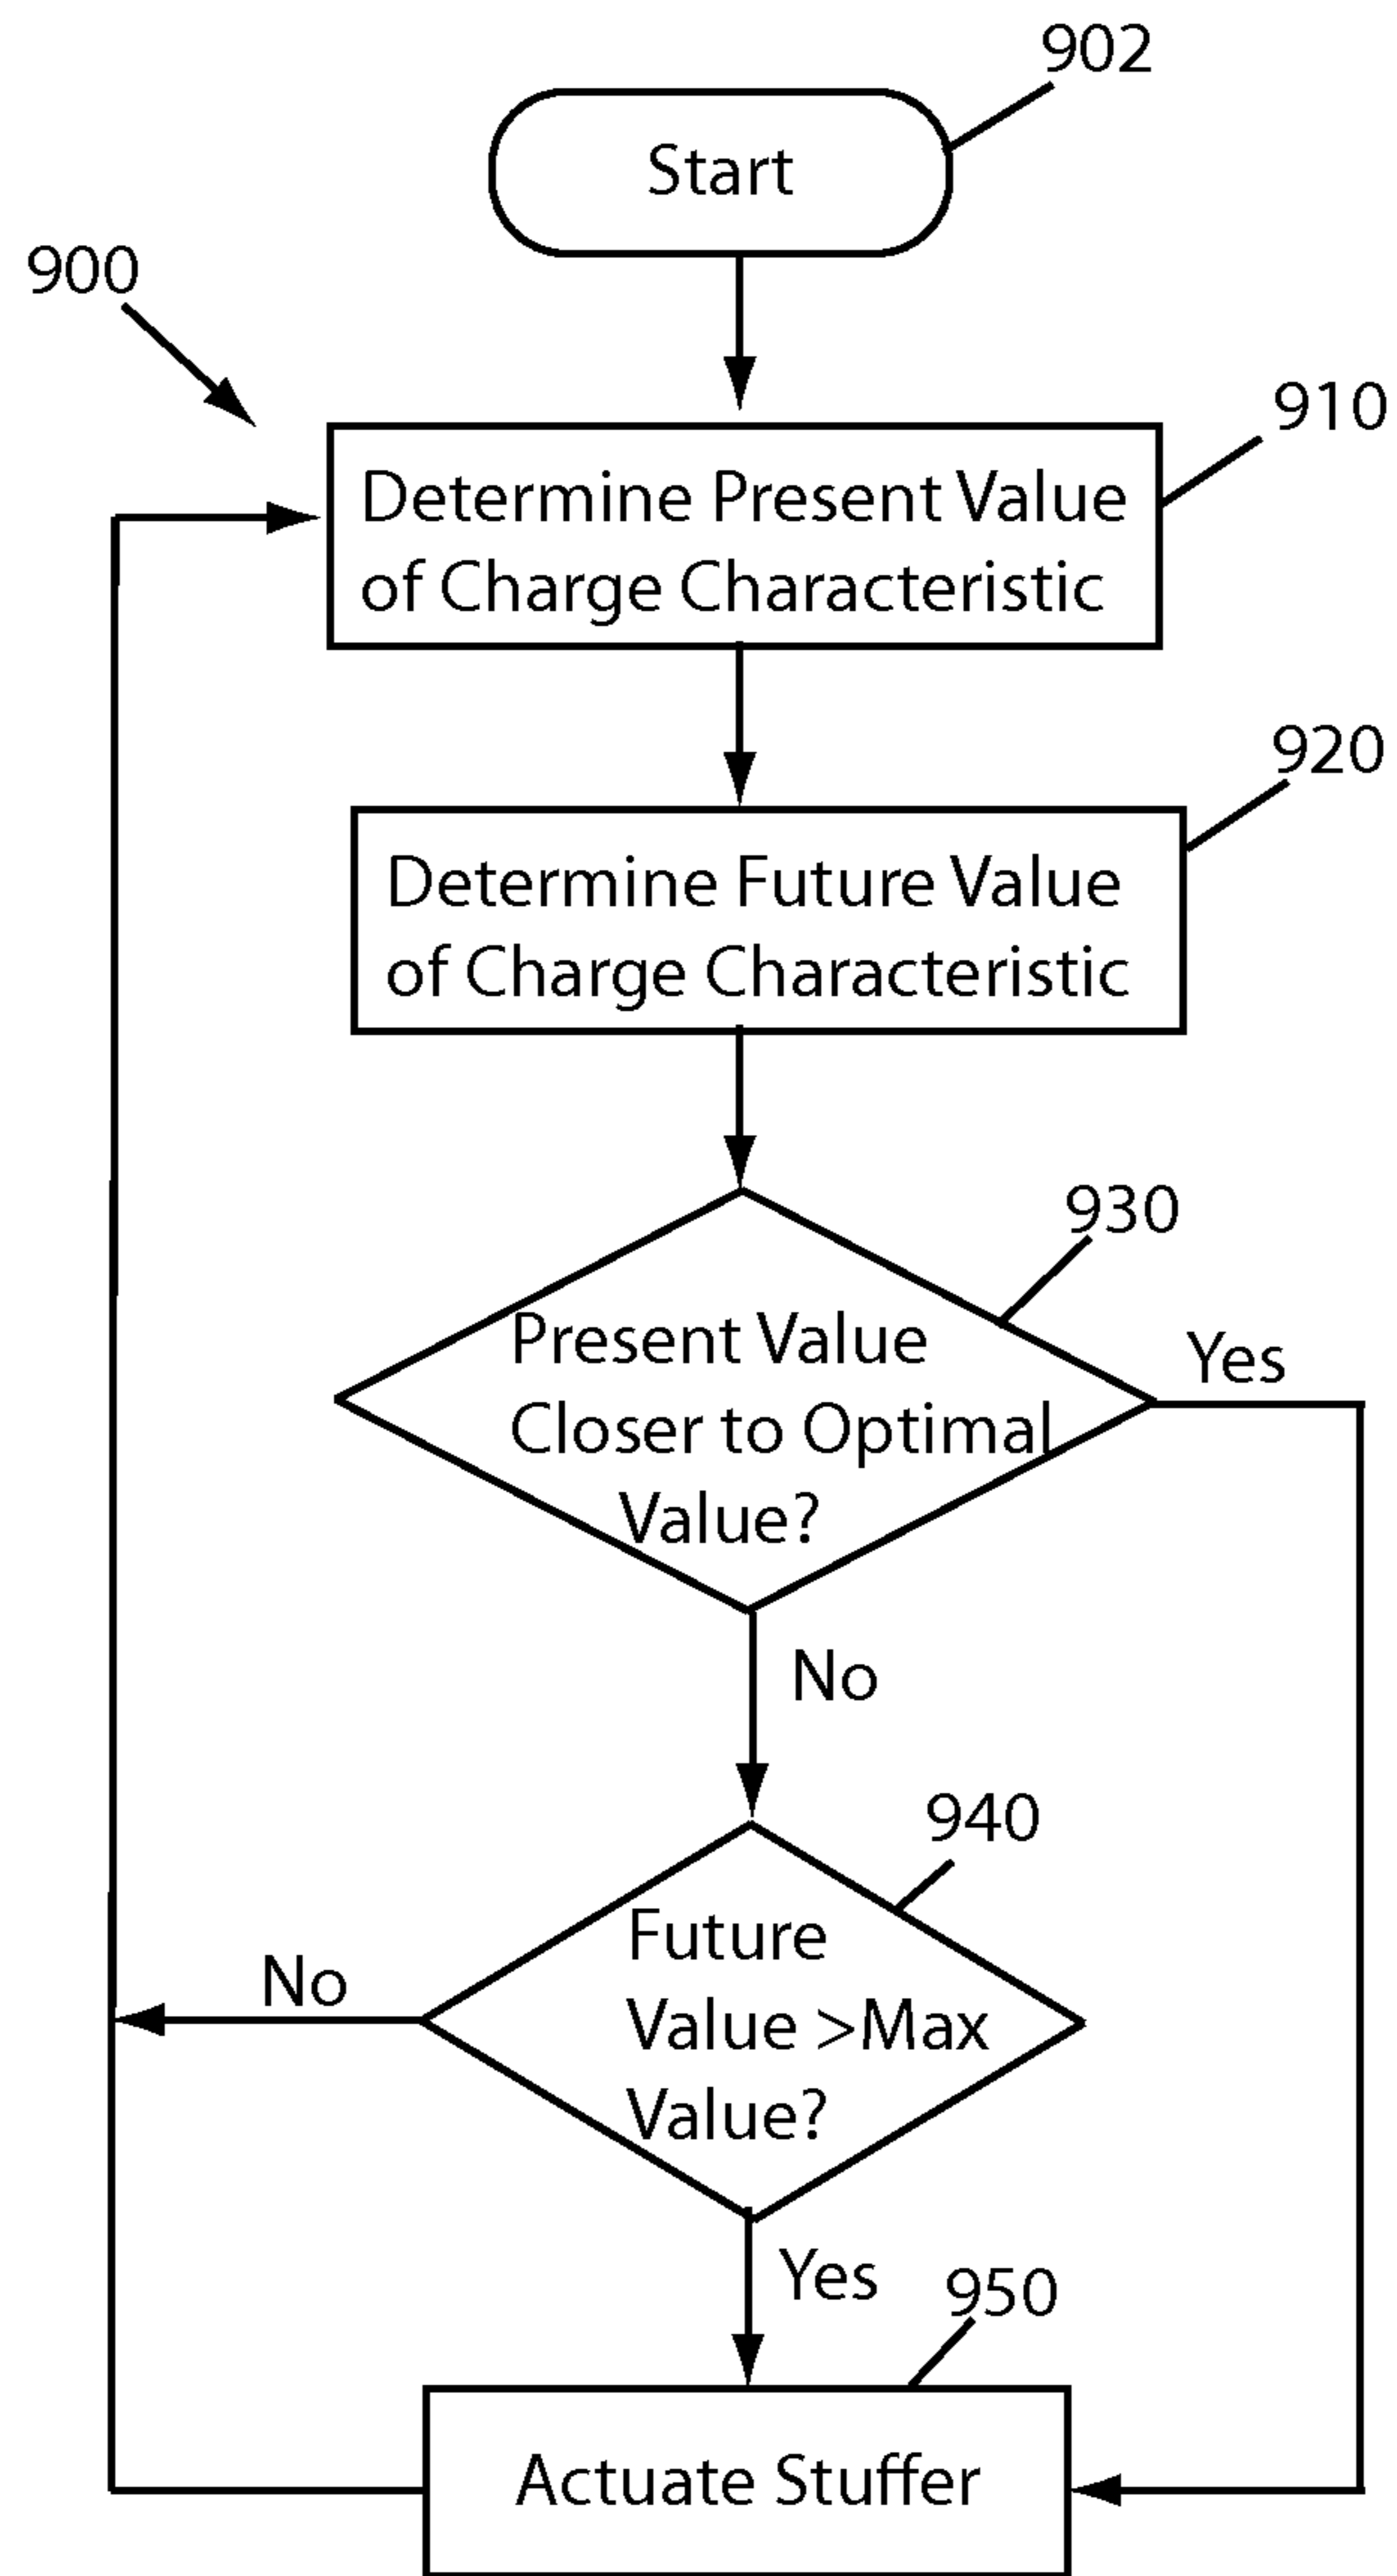 902
Start
900
910
Determine Present Value
of Charge Characteristic
920
Determine Future Value
of Charge Characteristic
930
Present Value
Closer to Optimal
Value?
Yes
No
940
Future
Value >Max
Value?
No
Yes
950
Actuate Stuffer